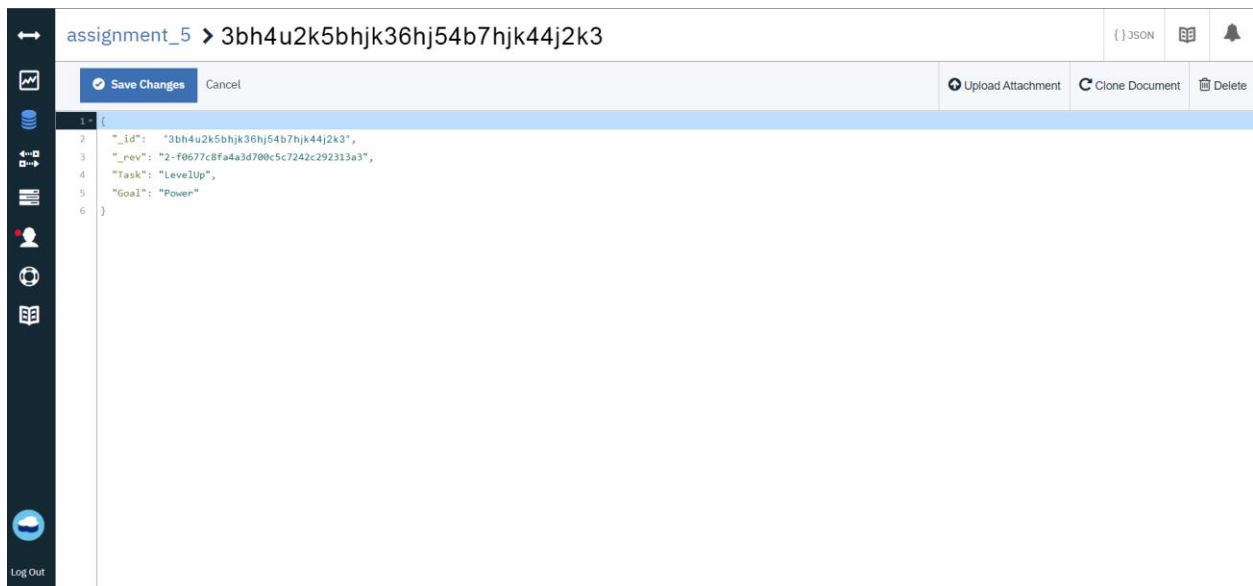 assignment_5 > 3bh4u2k5bhjk36hj54b7hjk44j2k3
{ } JSON
Save Changes
Cancel
Upload Attachment
Clone Document
Delete
1 {
2 "_id": "3bh4u2k5bhjk36hj54b7hjk44j2k3",
3 "_rev": "2-f0677c8fa4a3d700c5c7242c292313a3",
4 "Task": "LevelUp",
5 "Goal": "Power"
6 }
Log Out